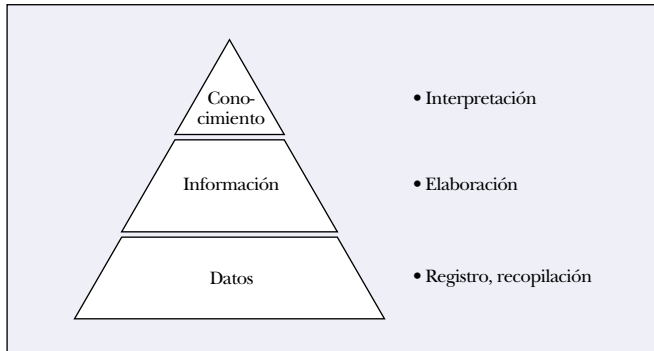 Cono-
cimiento
• Interpretación
Información
• Elaboración
Datos
• Registro, recopilación